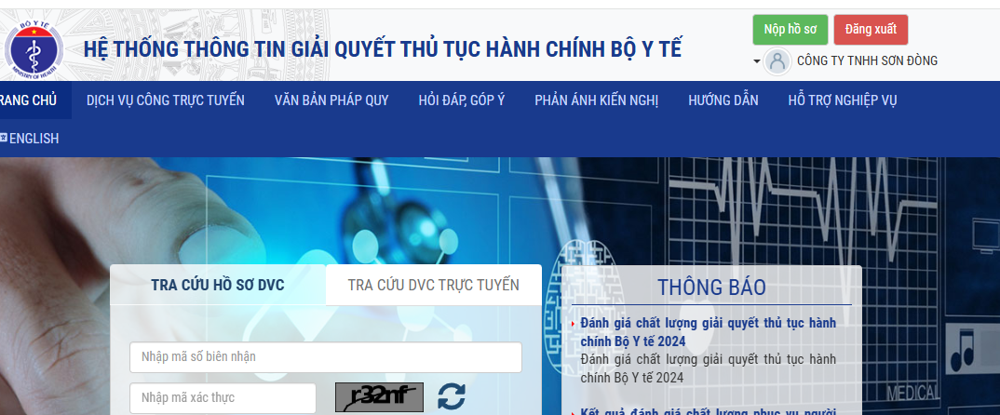 BỘ Y TẾ
MINISTRY OF HEALTH
HỆ THỐNG THÔNG TIN GIẢI QUYẾT THỦ TỤC HÀNH CHÍNH BỘ Y TẾ
Nộp hồ sơ
Đăng xuất
CÔNG TY TNHH SƠN ĐÒNG
RANG CHỦ
DỊCH VỤ CÔNG TRỰC TUYẾN
VĂN BẢN PHÁP QUY
HỎI ĐÁP, GÓP Ý
PHẢN ÁNH KIẾN NGHỊ
HƯỚNG DẪN
HỖ TRỢ NGHIỆP VỤ
ENGLISH
TRA CỨU HỒ SƠ DVC
TRA CỨU DVC TRỰC TUYẾN
Nhập mã số biên nhận
Nhập mã xác thực
r32nf
THÔNG BÁO
Đánh giá chất lượng giải quyết thủ tục hành
chính Bộ Y tế 2024
Đánh giá chất lượng giải quyết thủ tục hành
chính Bộ Y tế 2024
Kết quả đánh giá chất lượng phục vụ người
MEDICAL